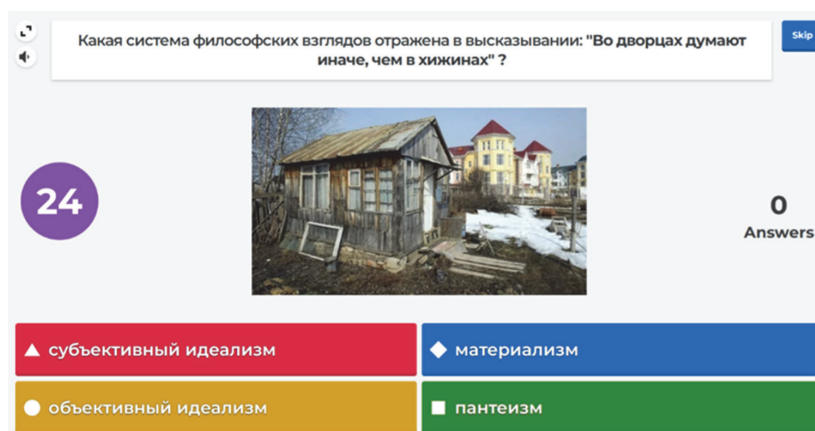 Какая система философских взглядов отражена в высказывании: "Во дворцах думают
иначе, чем в хижинах" ?
Skip
24
0
Answers
субъективный идеализм
материализм
объективный идеализм
пантеизм